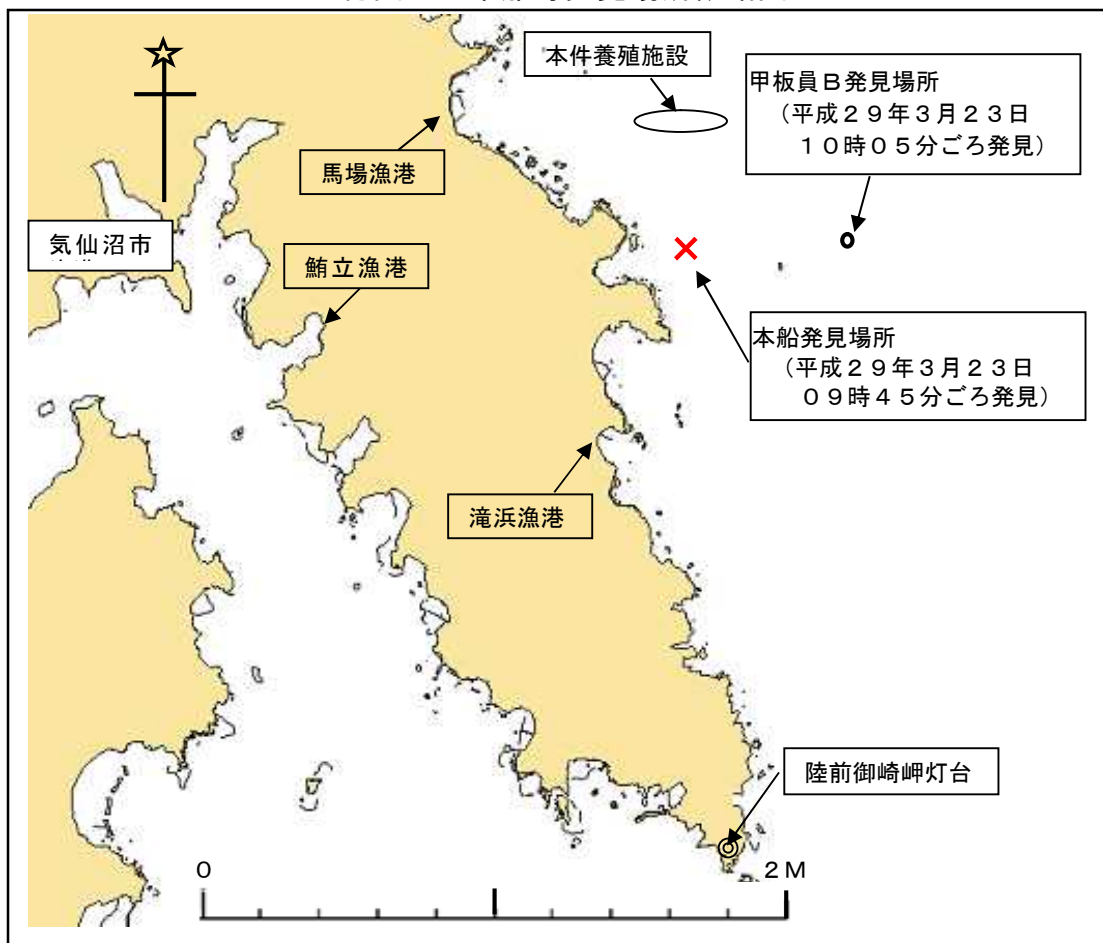 本件養殖施設
甲板員B発見場所
(平成29年3月23日
10時05分ごろ発見)
馬場漁港
気仙沼市
鮪立漁港
本船発見場所
(平成29年3月23日
09時45分ごろ発見)
滝浜漁港
陸前御崎岬灯台
0
2M